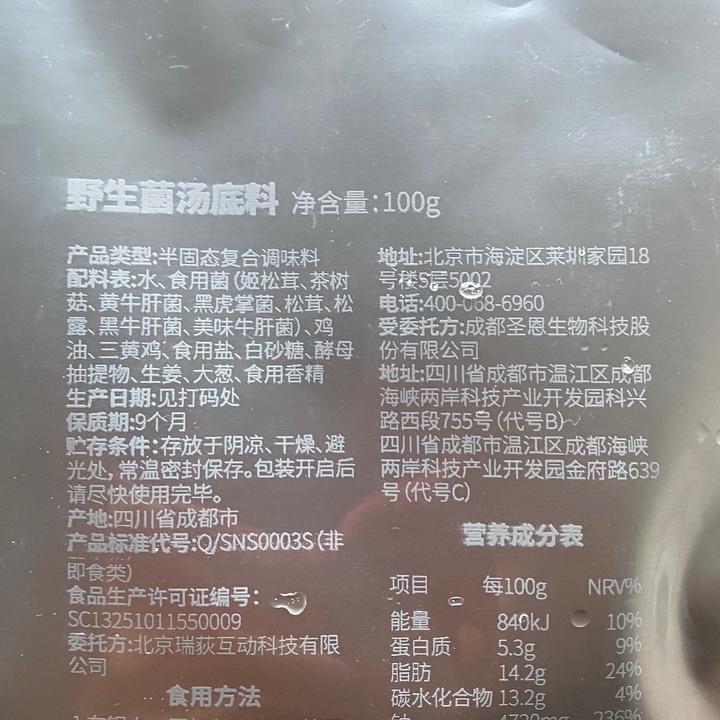 野生菌汤底料 净含量:100g
产品类型:半固态复合调味料
配料表:水、食用菌(姬松茸、茶树
菇、黄牛肝菌、黑虎掌菌、松茸、松
露、黑牛肝菌、美味牛肝菌)、鸡
油、三黄鸡、食用盐、白砂糖、酵母
抽提物、生姜、大葱、食用香精
生产日期:见打码处
保质期:9个月
贮存条件:存放于阴凉、干燥、避
光处,常温密封保存。包装开启后
请尽快使用完毕。
产地:四川省成都市
产品标准代号:Q/SNS0003S(非
即食类)
食品生产许可证编号:
SC13251011550009
委托方:北京瑞荻互动科技有限
公司
食用方法
地址:北京市海淀区莱圳家园18
号楼5层5002
电话:400-068-6960
受委托方:成都圣恩生物科技股
份有限公司
地址:四川省成都市温江区成都
海峡两岸科技产业开发园科兴
路西段755号(代号B)
四川省成都市温江区成都海峡
两岸科技产业开发园金府路639
号(代号C)
营养成分表
项目 每100g NRV%
能量 840kJ 10%
蛋白质 5.3g 9%
脂肪 14.2g 24%
碳水化合物 13.2g 4%
钠 4720mg 236%